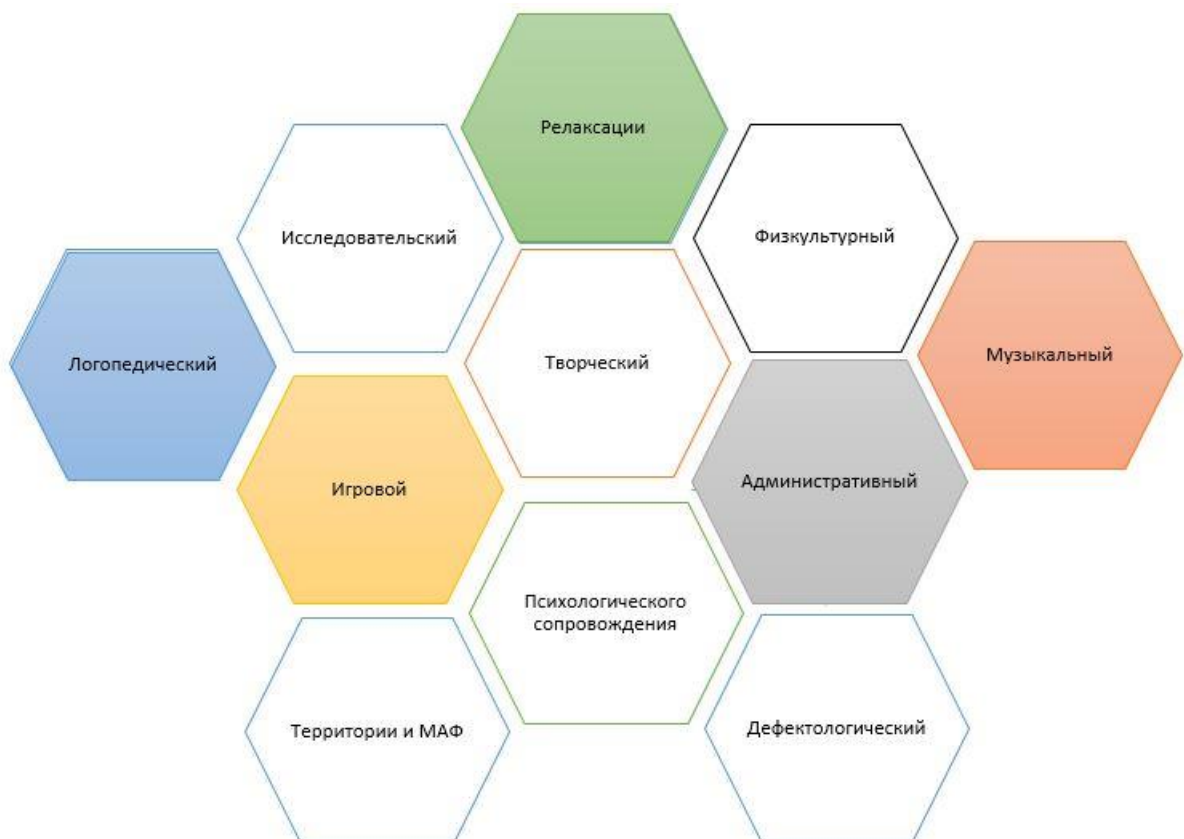 Релаксации
Исследовательский
Физкультурный
Логопедический
Творческий
Музыкальный
Игровой
Административный
Психологического
сопровождения
Территории и МАФ
Дефектологический